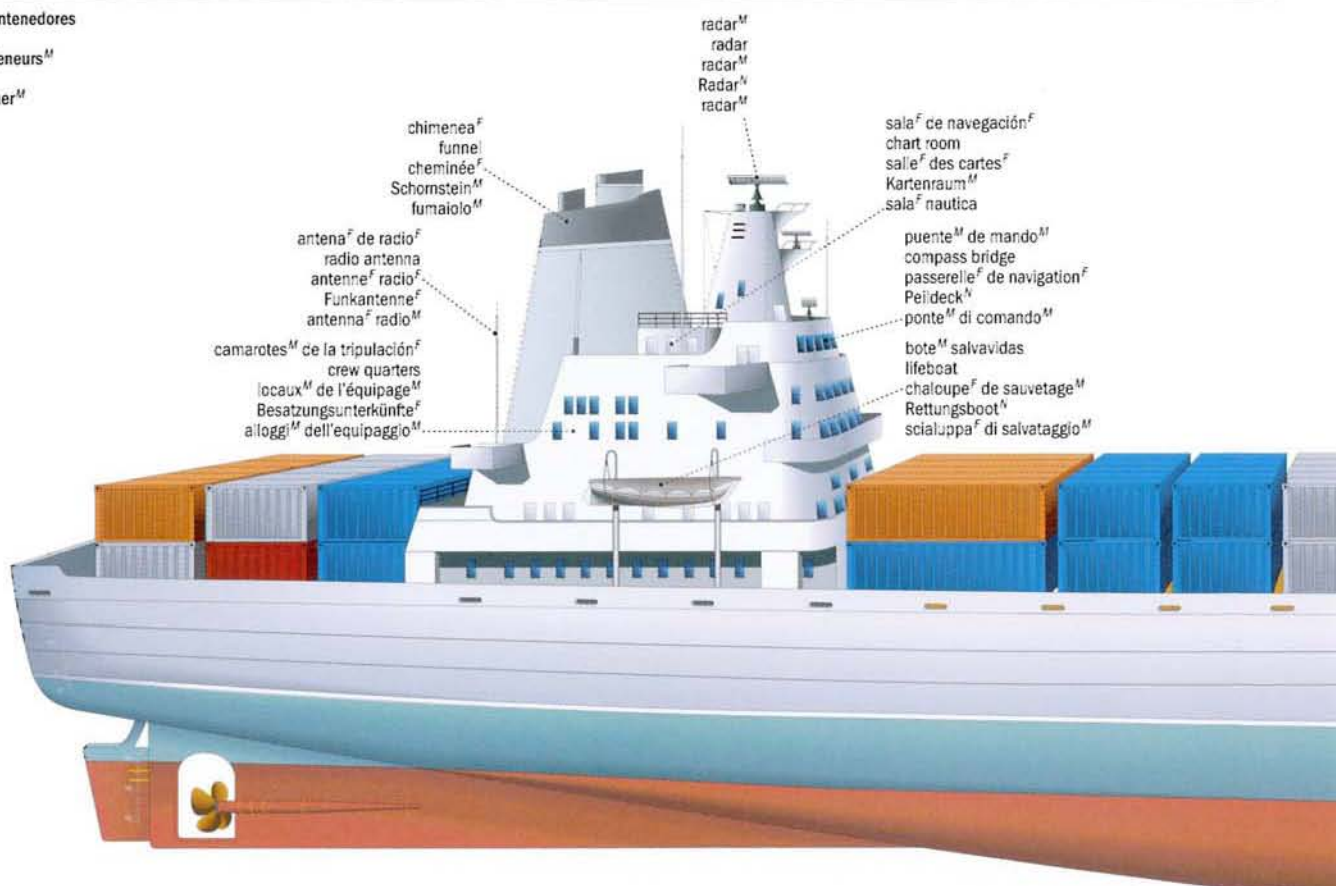 ntenedores
eneurs^M
er^M
radar^M
radar
radar^M
Radar^N
radar^M
chimenea^F
funnel
cheminée^F
Schornstein^M
fumaiolo^M
sala^F de navegación^F
chart room
salle^F des cartes^F
Kartenraum^M
sala^F nautica
antena^F de radio^F
radio antenna
antenne^F radio^F
Funkantenne^F
antenna^F radio^M
puente^M de mando^M
compass bridge
passerelle^F de navigation^F
Peildeck^N
ponte^M di comando^M
camarotes^M de la tripulación^F
crew quarters
locaux^M de l'équipage^M
Besatzungsunterkünfte^F
alloggi^M dell'equipaggio^M
bote^M salvavidas
lifeboat
chaloupe^F de sauvetage^M
Rettungsboot^N
scialuppa^F di salvataggio^M